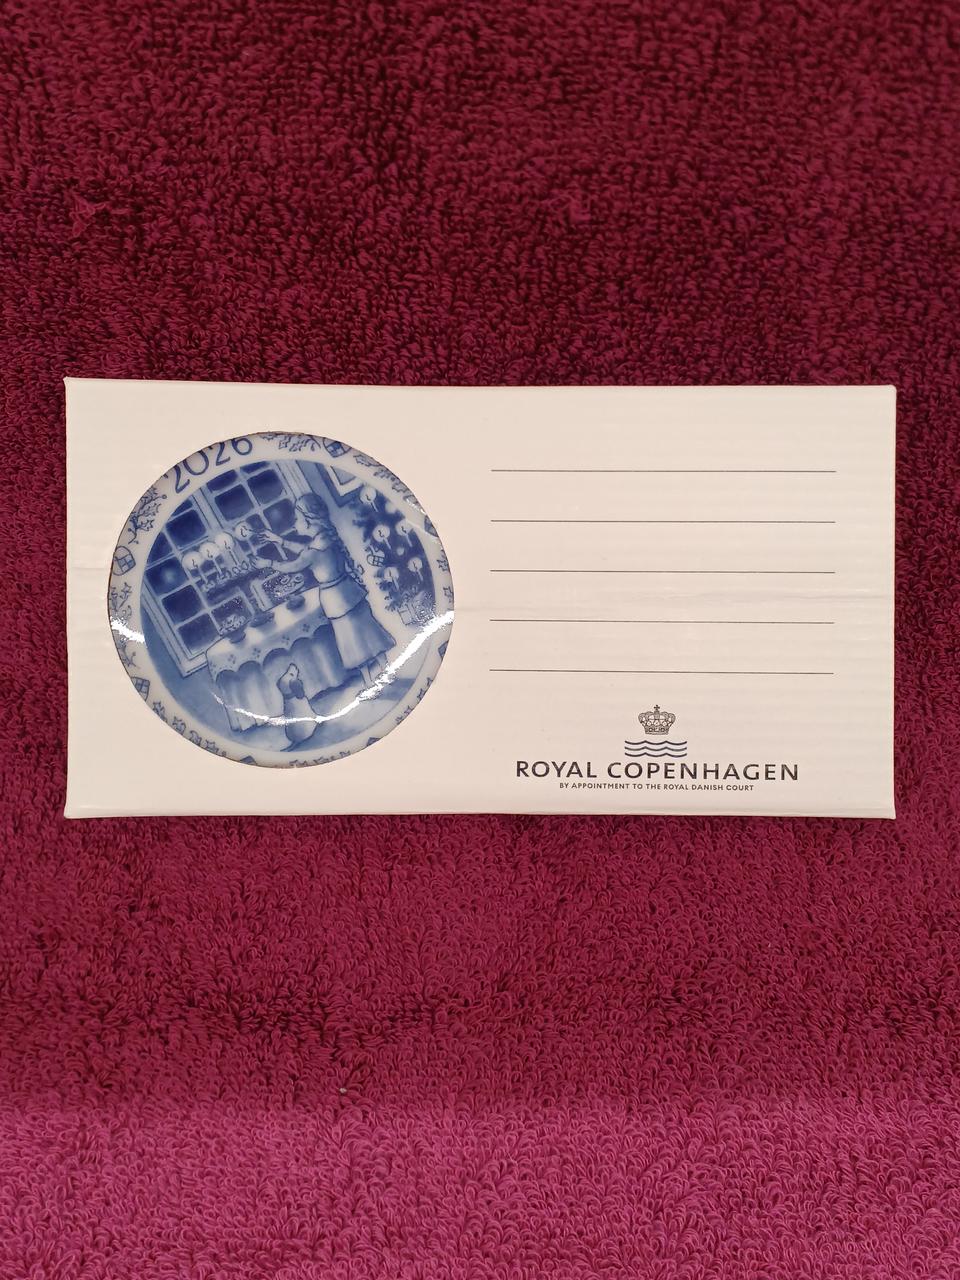 2026
ROYAL COPENHAGEN
BY APPOINTMENT TO THE ROYAL DANISH COURT